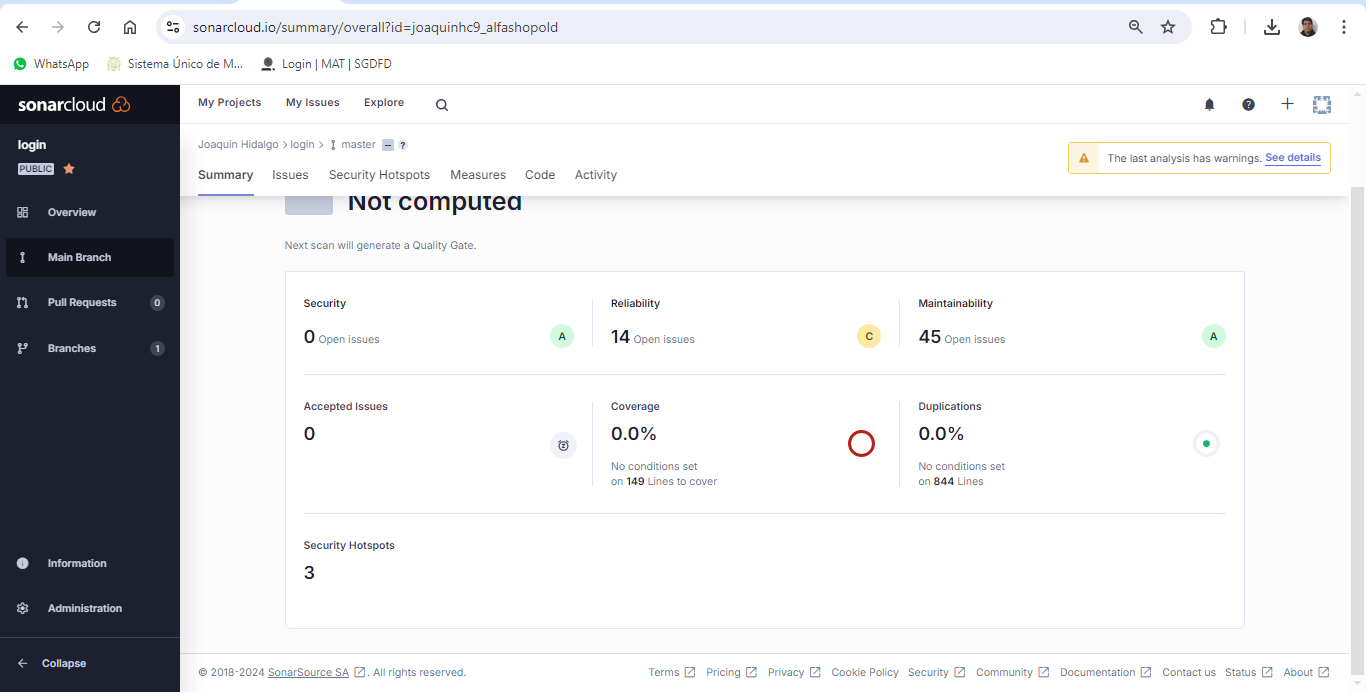 sonarcloud.io/summary/overall?id=joaquinhc9_alfashopold
WhatsApp Sistema Único de M... Login | MAT | SGDFD
sonarcloud
My Projects My Issues Explore
login
PUBLIC
Overview
Main Branch
Pull Requests 0
Branches 1
Information
Administration
Collapse
Joaquin Hidalgo > login > master ?
The last analysis has warnings. See details
Summary Issues Security Hotspots Measures Code Activity
Not computed
Next scan will generate a Quality Gate.
Security Reliability Maintainability
0 Open issues A 14 Open issues C 45 Open issues A
Accepted Issues Coverage Duplications
0 0.0% 0.0%
No conditions set No conditions set
on 149 Lines to cover on 844 Lines
Security Hotspots
3
© 2018-2024 SonarSource SA. All rights reserved. Terms Pricing Privacy Cookie Policy Security Community Documentation Contact us Status About